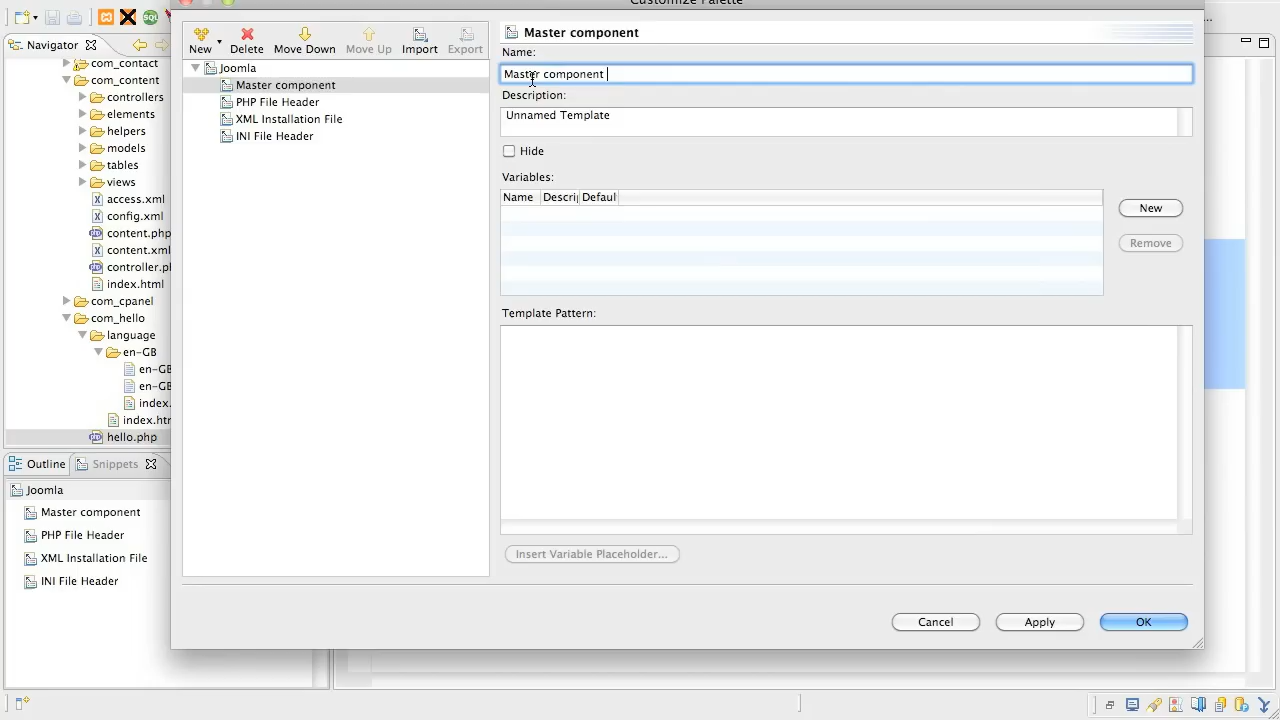 Customize Palette
Navigator
com_contact
com_content
controllers
elements
helpers
models
tables
views
access.xml
config.xml
content.php
content.xml
index.html
com_cpanel
com_hello
language
en-GB
index.
hello.php
Outline
Snippets
Joomla
Master component
PHP File Header
XML Installation File
INI File Header
New
Delete
Move Down
Move Up
Import
Export
Joomla
Master component
PHP File Header
XML Installation File
INI File Header
Master component
Name:
Master component
Description:
Unnamed Template
Hide
Variables:
Name Descri Defaul
New
Remove
Template Pattern:
Insert Variable Placeholder...
Cancel
Apply
OK